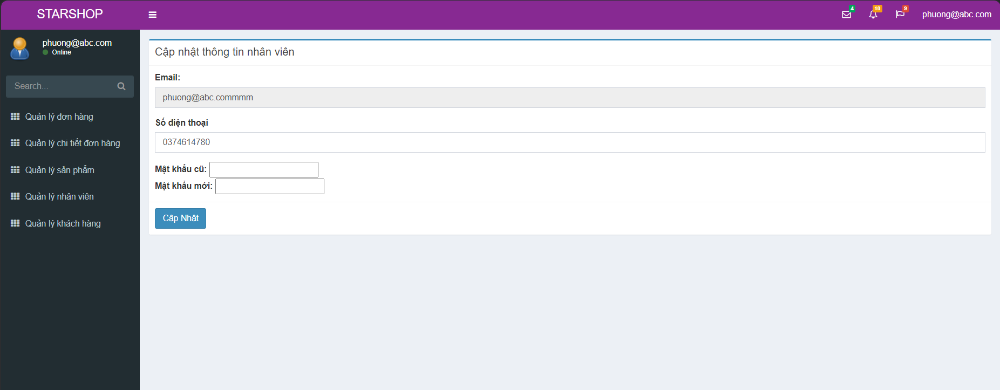 STARSHOP
4
10
9
phuong@abc.com
phuong@abc.com
Online
Search...
Quản lý đơn hàng
Quản lý chi tiết đơn hàng
Quản lý sản phẩm
Quản lý nhân viên
Quản lý khách hàng
Cập nhật thông tin nhân viên
Email:
phuong@abc.commmm
Số điện thoại
0374614780
Mật khẩu cũ:
Mật khẩu mới:
Cập Nhật